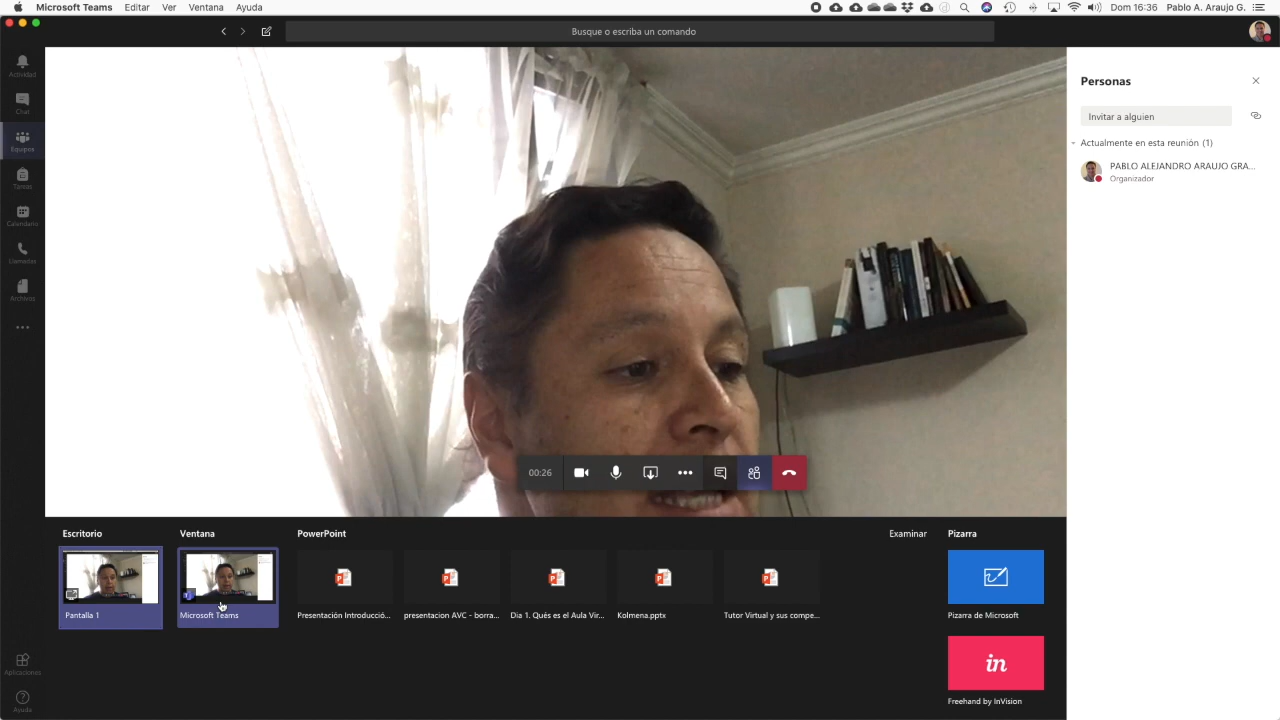 Microsoft Teams Editar Ver Ventana Ayuda Dom 16:36 Pablo A. Araujo G.
Busque o escriba un comando
Actividad
Chat
Equipos
Tareas
Calendario
Llamadas
Archivos
Aplicaciones
Ayuda
Personas
Invitar a alguien
Actualmente en esta reunión (1)
PABLO ALEJANDRO ARAUJO GRA...
Organizador
00:26
Escritorio Ventana PowerPoint Examinar Pizarra
Pantalla 1 Microsoft Teams Presentación Introducció... presentacion AVC - borra... Dia 1. Qués es el Aula Vir... Kolmena.pptx Tutor Virtual y sus compe... Pizarra de Microsoft
in
Freehand by InVision